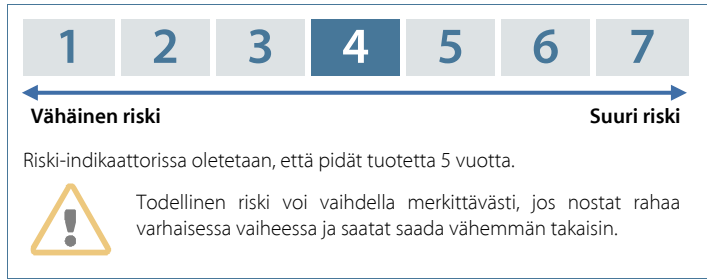 1 2 3 4 5 6 7
Vähäinen riski Suuri riski
Riski-indikaattorissa oletetaan, että pidät tuotetta 5 vuotta.
Todellinen riski voi vaihdella merkittävästi, jos nostat rahaa
varhaisessa vaiheessa ja saatat saada vähemmän takaisin.